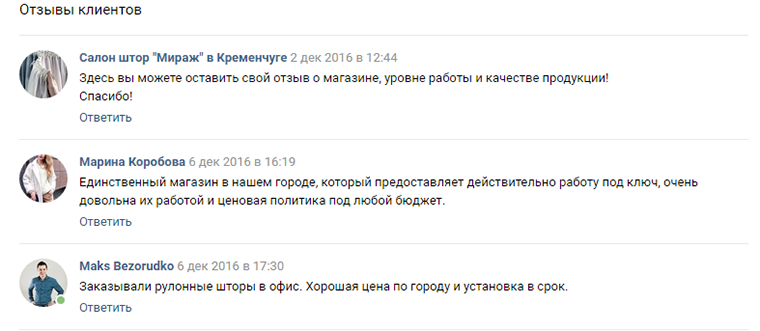 Отзывы клиентов
Салон штор "Мираж" в Кременчуге 2 дек 2016 в 12:44
Здесь вы можете оставить свой отзыв о магазине, уровне работы и качестве продукции!
Спасибо!
Ответить
Марина Коробова 6 дек 2016 в 16:19
Единственный магазин в нашем городе, который предоставляет действительно работу под ключ, очень
довольна их работой и ценовая политика под любой бюджет.
Ответить
Maks Bezorudko 6 дек 2016 в 17:30
Заказывали рулонные шторы в офис. Хорошая цена по городу и установка в срок.
Ответить